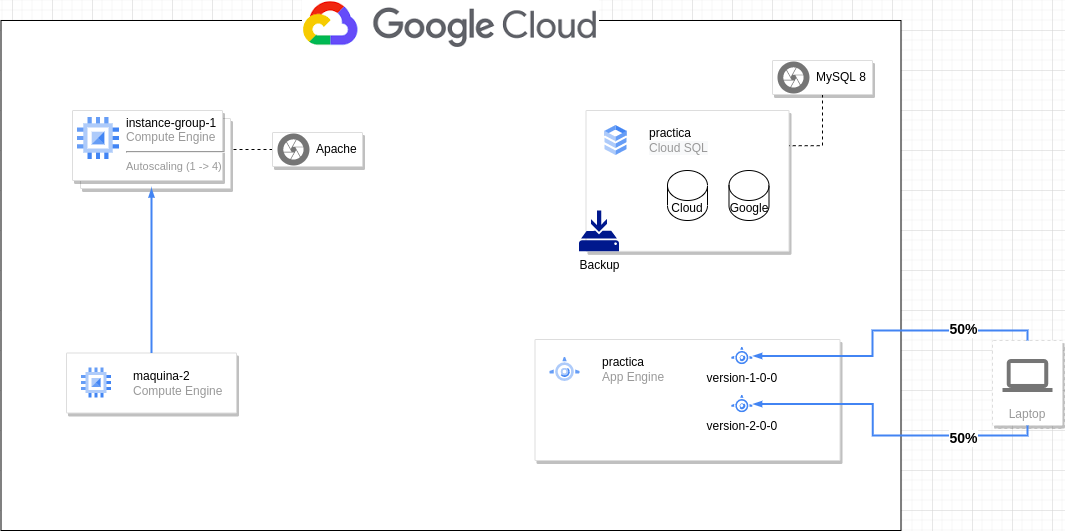 Google Cloud
MySQL 8
instance-group-1
Compute Engine
Autoscaling (1 -> 4)
Apache
practica
Cloud SQL
Cloud
Google
Backup
50%
practica
App Engine
version-1-0-0
version-2-0-0
maquina-2
Compute Engine
Laptop
50%